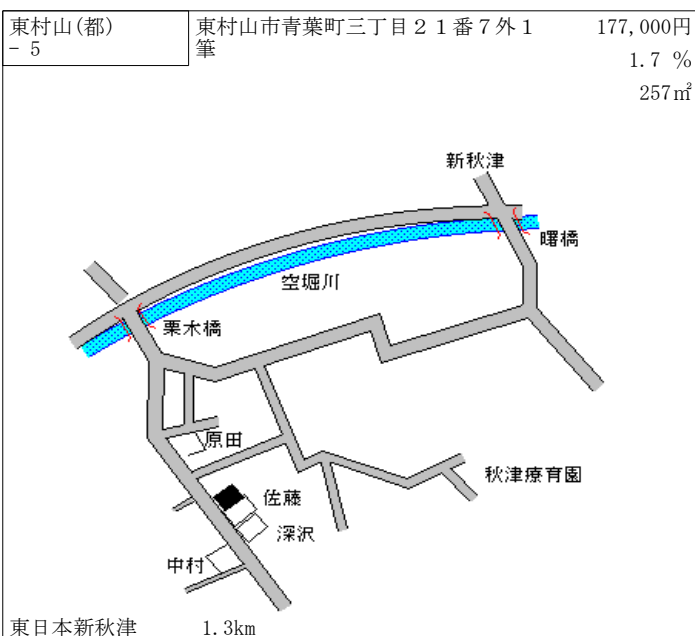 東村山(都)
- 5
東村山市青葉町三丁目２１番７外１
筆
177,000円
1.7 %
257㎡
新秋津
曙橋
空堀川
栗木橋
原田
秋津療育園
佐藤
深沢
中村
東日本新秋津 1.3km